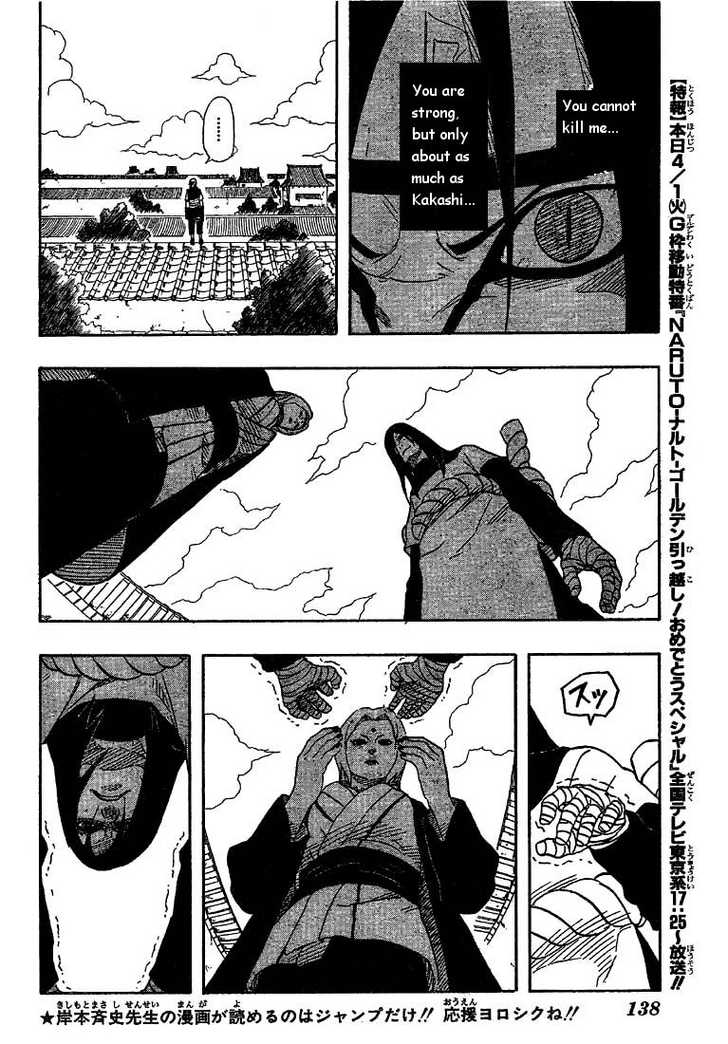 You cannot
kill me...
You are
strong,
but only
about as
much as
Kakashi...
.......
スッ
【特報】本日4/1㈫G枠移動特番『NARUTO-ナルト-ゴールデン引っ越し!おめでとうスペシャル』全国テレビ東京系17:25〜放送!!
★岸本斉史先生の漫画が読めるのはジャンプだけ!! 応援ヨロシクね!!
138